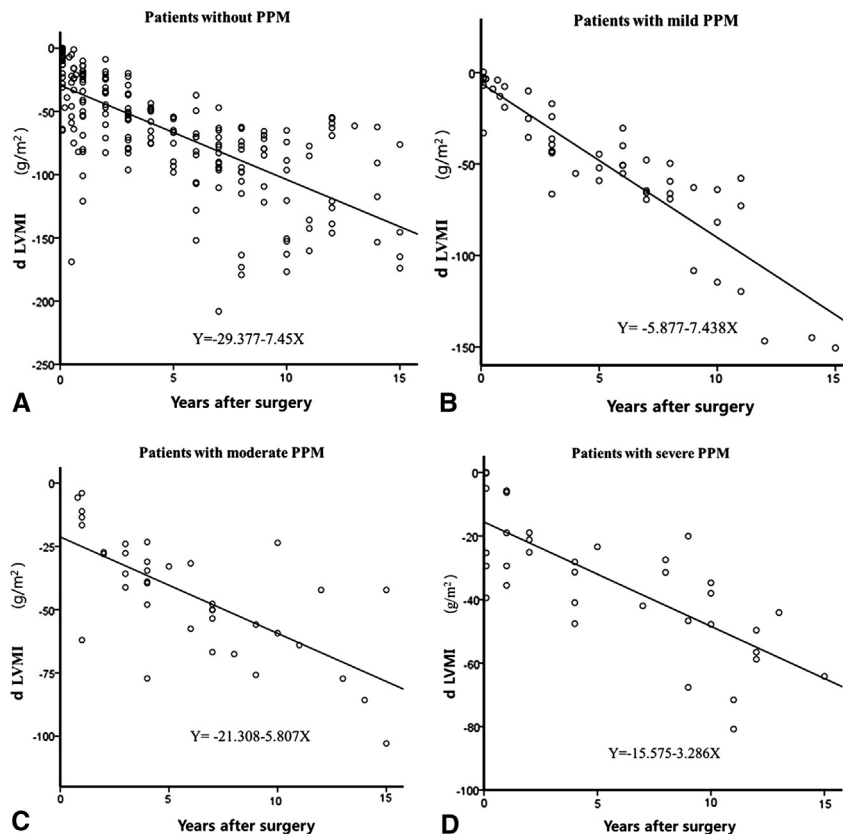 Patients without PPM
0
-50
-100
-150
-200
-250
d LVMI (g/m²)
0 5 10 15
Years after surgery
Y=-29.377-7.45X
A
Patients with mild PPM
0
-50
-100
-150
d LVMI (g/m²)
0 5 10 15
Years after surgery
Y= -5.877-7.438X
B
Patients with moderate PPM
0
-25
-50
-75
-100
d LVMI (g/m²)
0 5 10 15
Years after surgery
Y= -21.308-5.807X
C
Patients with severe PPM
0
-20
-40
-60
-80
-100
d LVMI (g/m²)
0 5 10 15
Years after surgery
Y=-15.575-3.286X
D